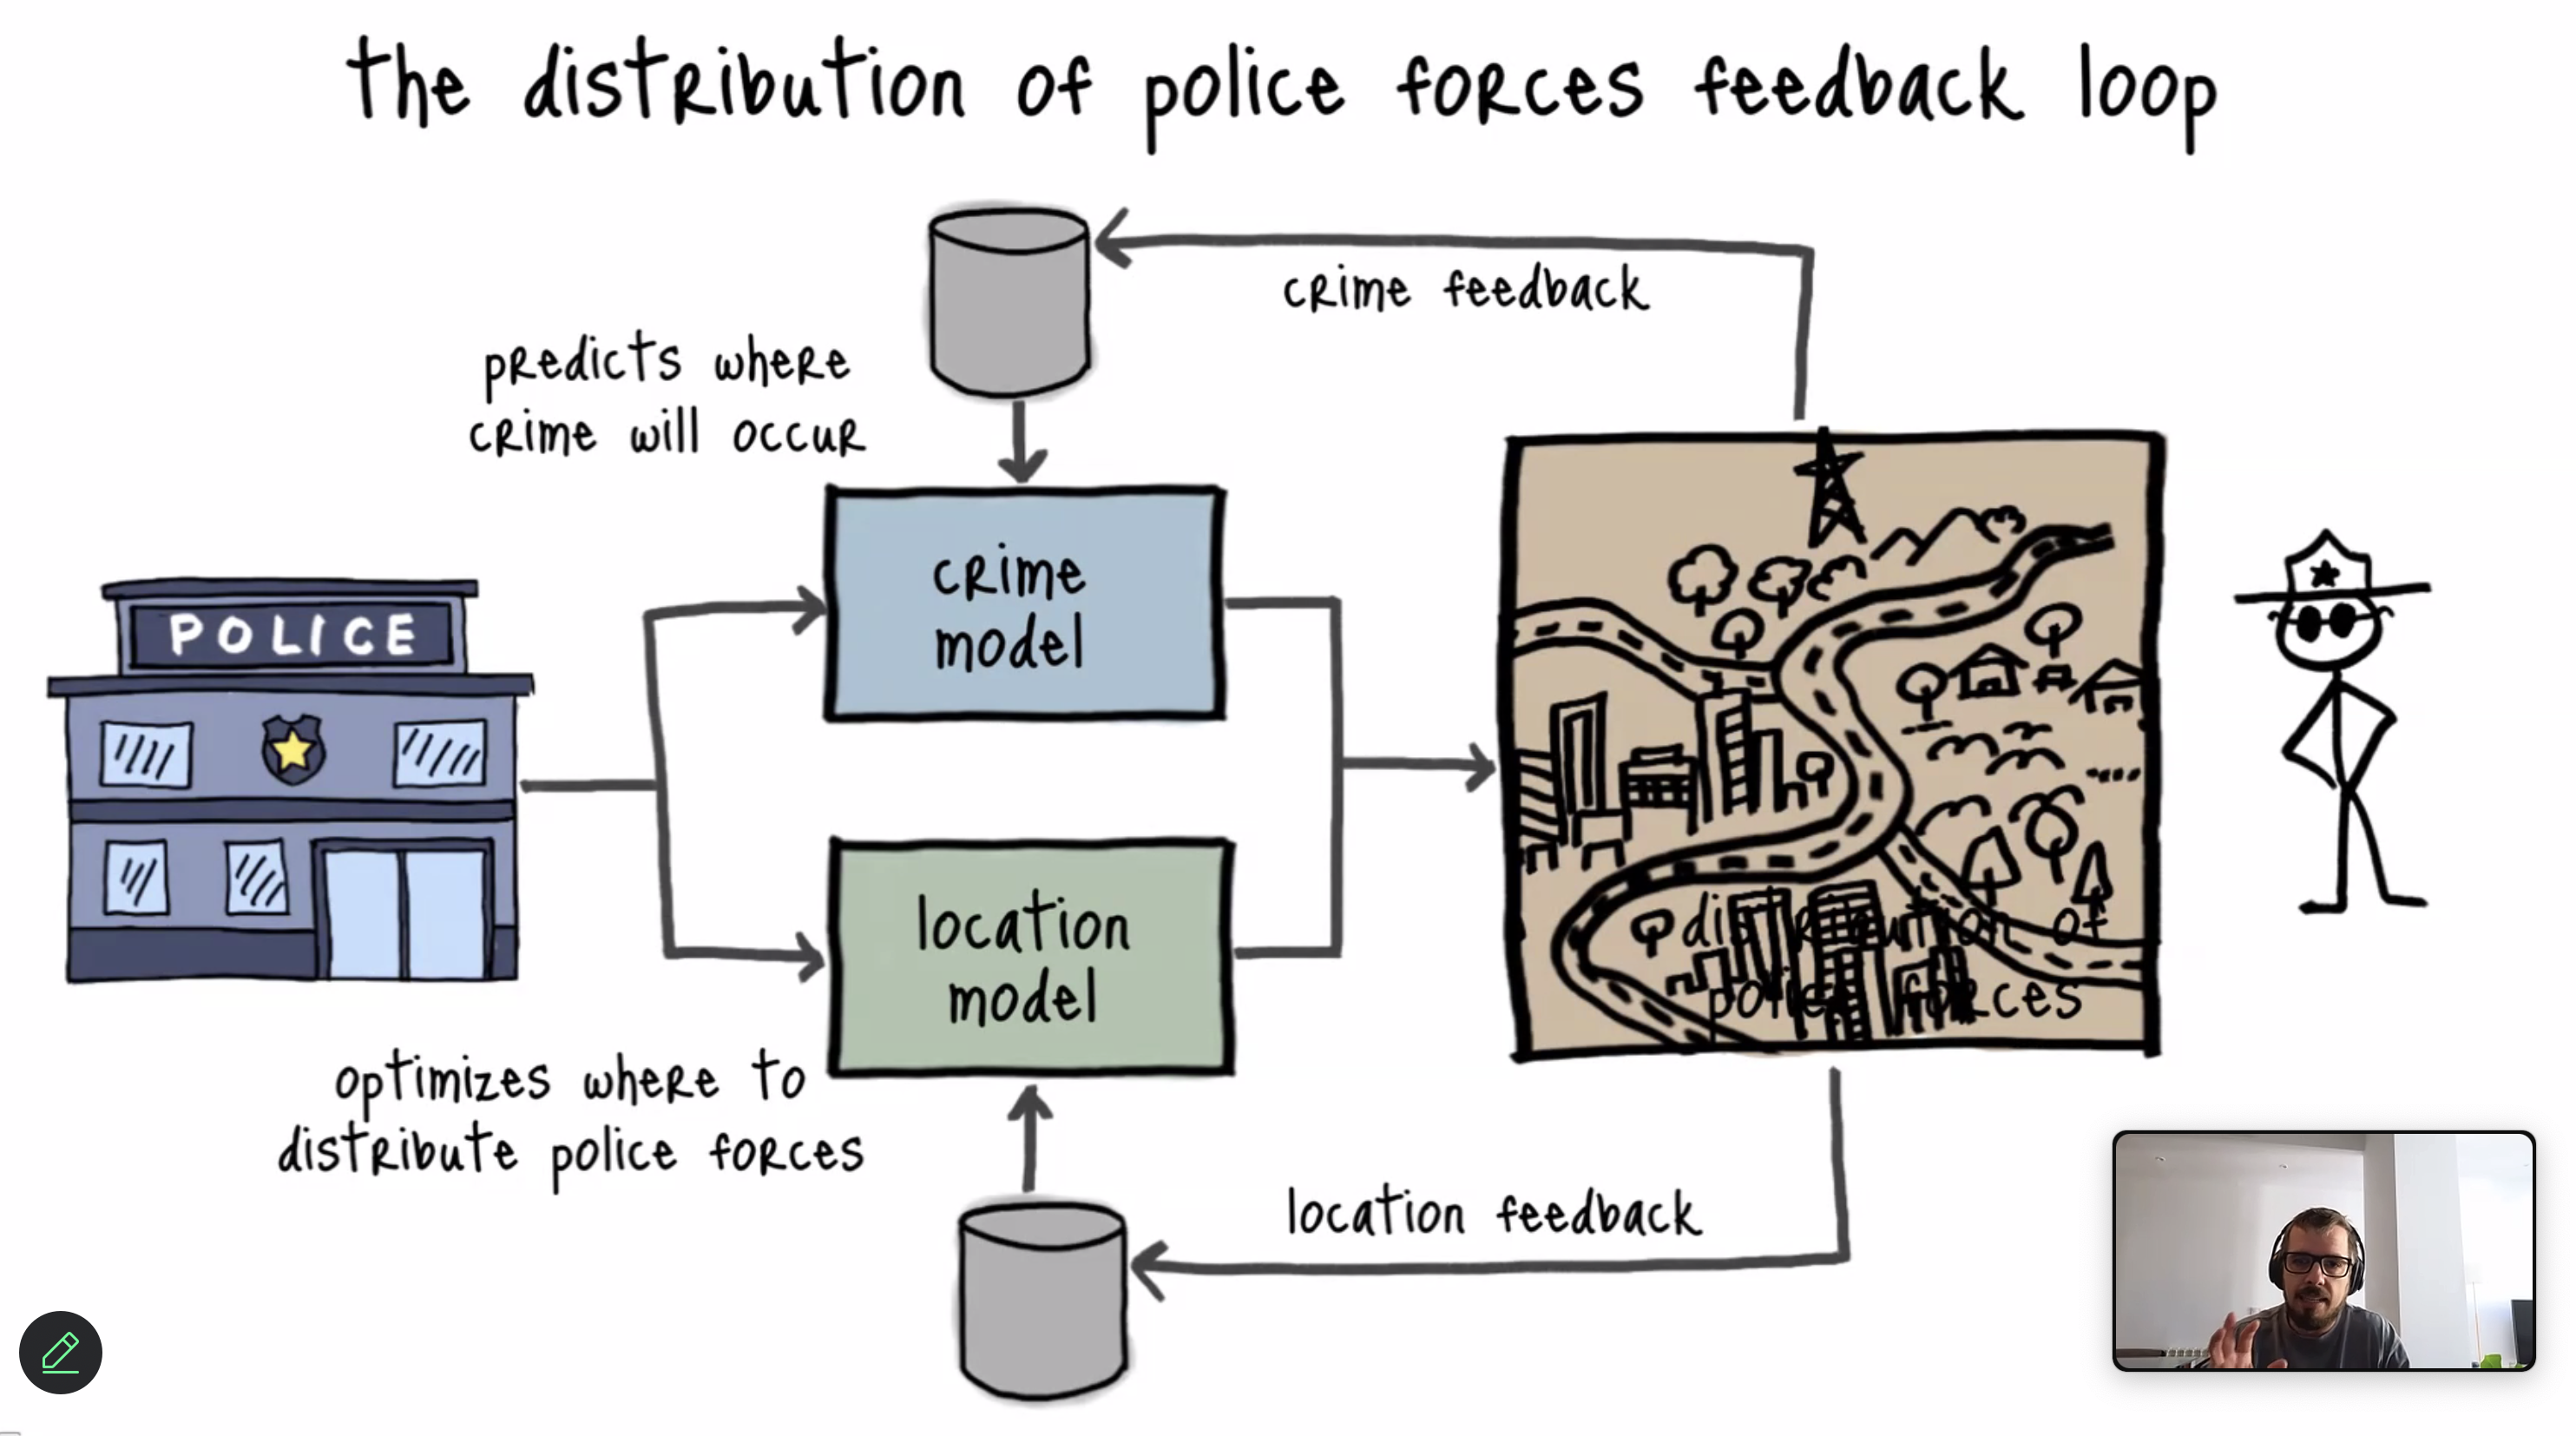 the distribution of police forces feedback loop
crime feedback
predicts where
crime will occur
crime
model
POLICE
location
model
distribution of
police forces
optimizes where to
distribute police forces
location feedback